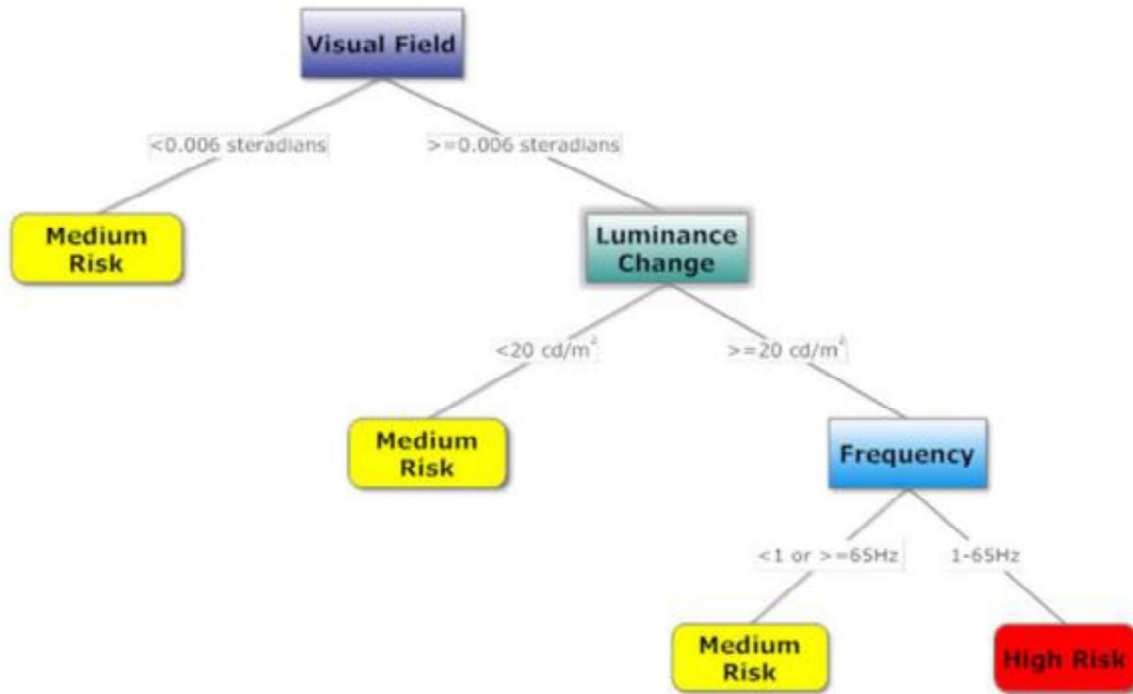 Visual Field
<0.006 steradians
>=0.006 steradians
Medium
Risk
Luminance
Change
<20 cd/m²
>=20 cd/m²
Medium
Risk
Frequency
<1 or >=65Hz
1-65Hz
Medium
Risk
High Risk